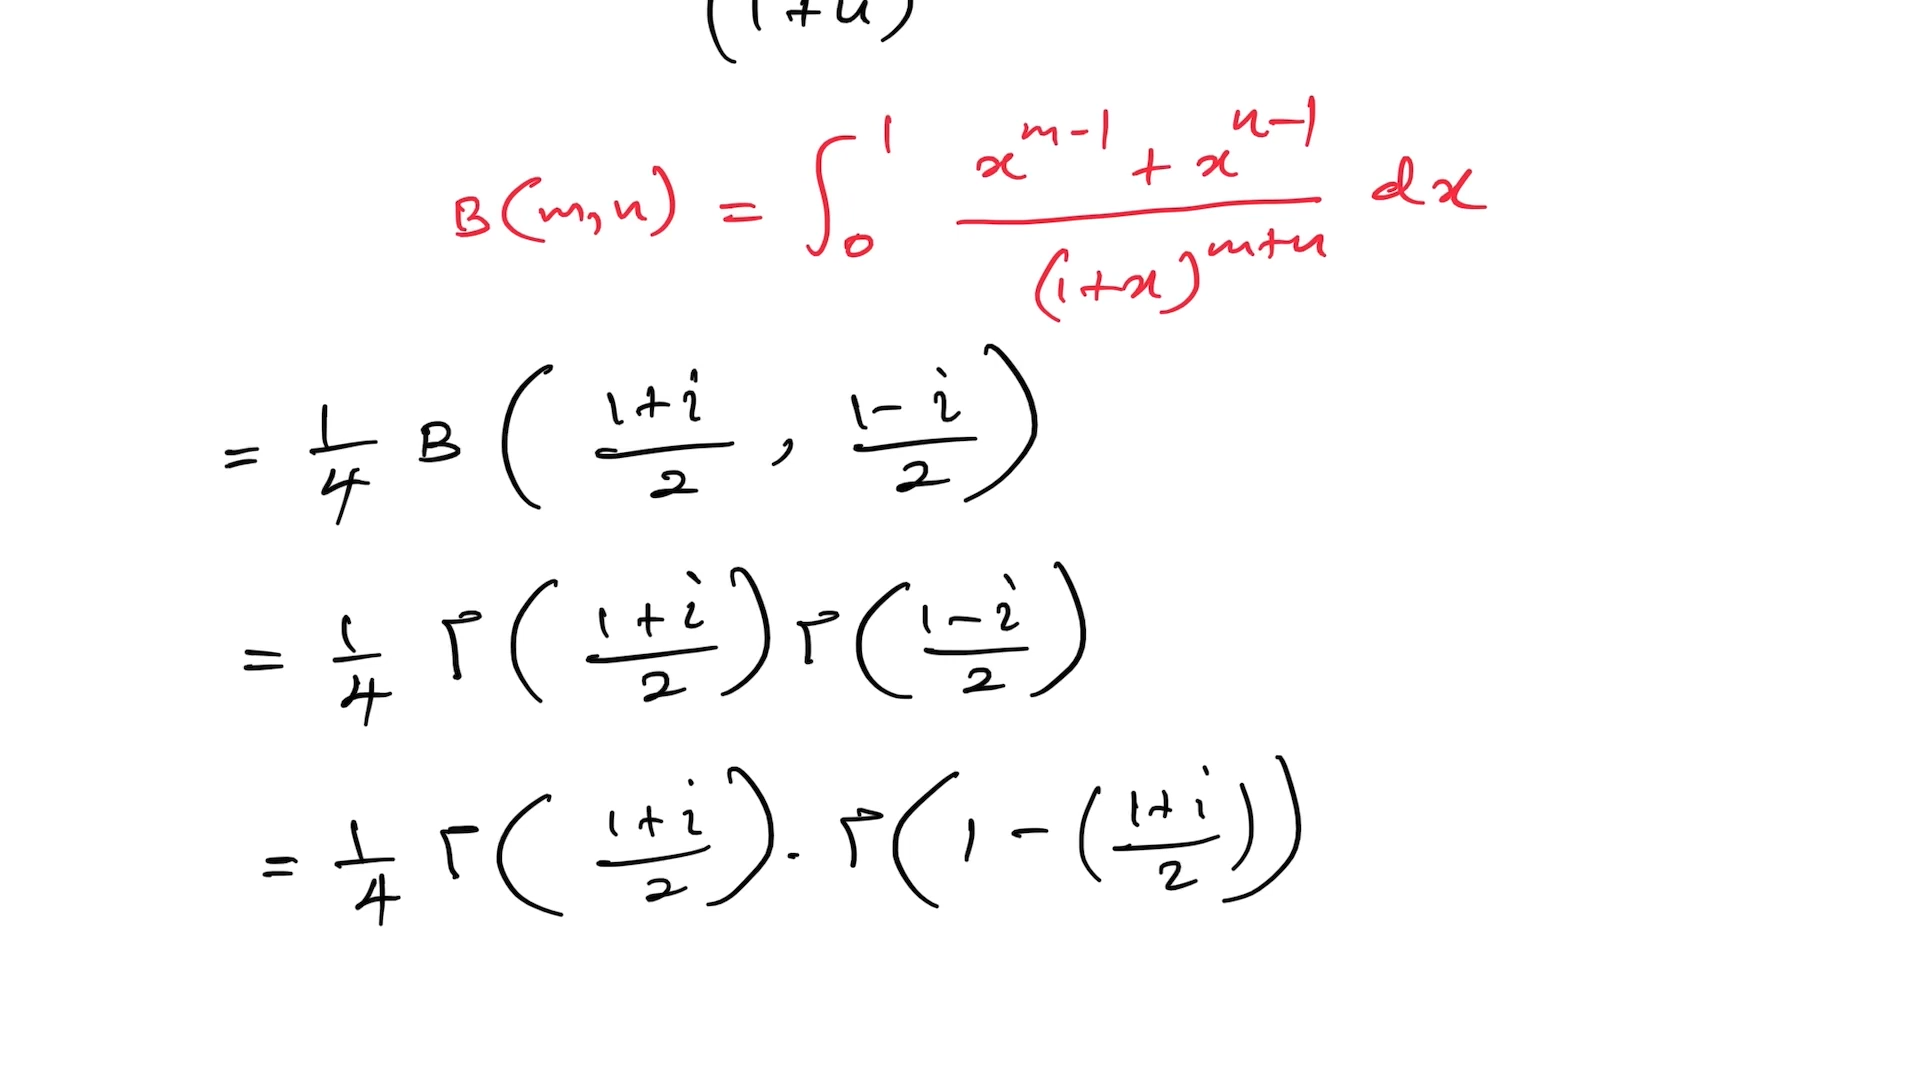 (1+u)
B(m,n) = ∫₀¹ (x^(m-1) + x^(n-1)) / (1+x)^(m+n) dx
= 1/4 B( (1+i)/2 , (1-i)/2 )
= 1/4 Γ( (1+i)/2 ) Γ( (1-i)/2 )
= 1/4 Γ( (1+i)/2 ) . Γ( 1 - ( (1+i)/2 ) )